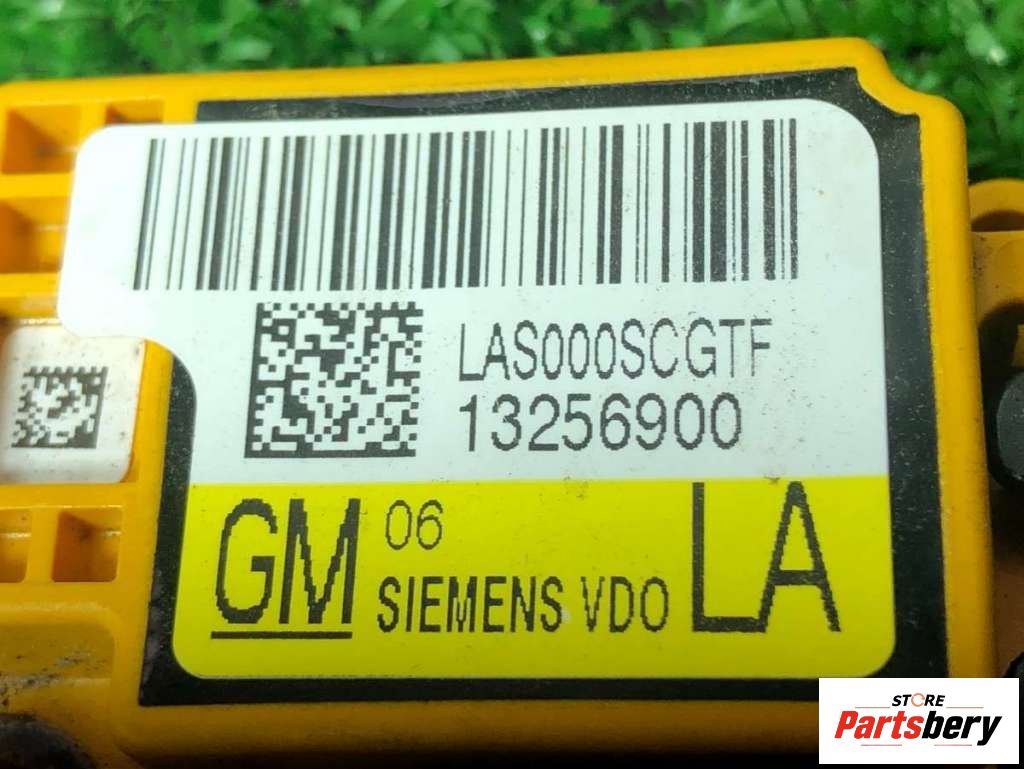 LAS000SCGTF
13256900
GM 06
SIEMENS VDO LA
STORE
Partsbery